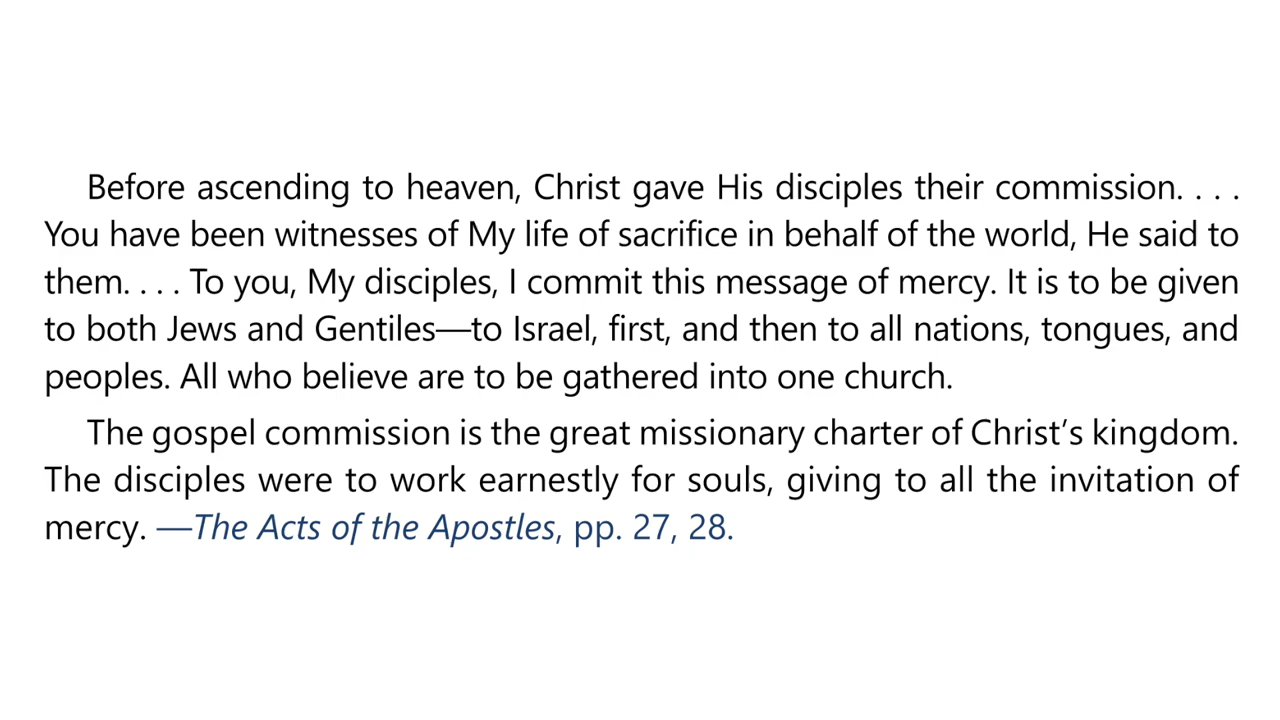 Before ascending to heaven, Christ gave His disciples their commission. . . .
You have been witnesses of My life of sacrifice in behalf of the world, He said to
them. . . . To you, My disciples, I commit this message of mercy. It is to be given
to both Jews and Gentiles—to Israel, first, and then to all nations, tongues, and
peoples. All who believe are to be gathered into one church.
The gospel commission is the great missionary charter of Christ’s kingdom.
The disciples were to work earnestly for souls, giving to all the invitation of
mercy. —The Acts of the Apostles, pp. 27, 28.